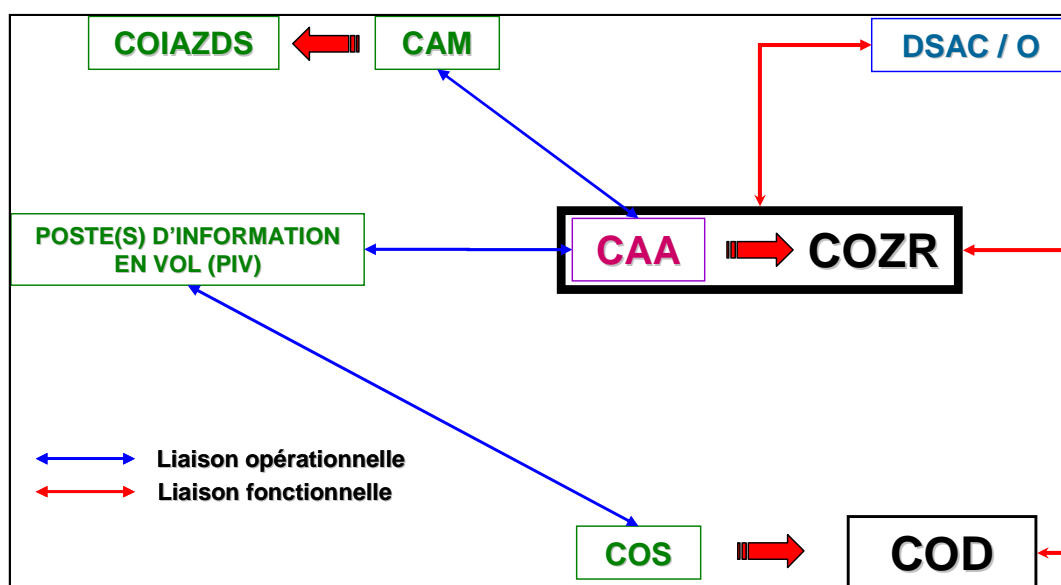 COIAZDS
CAM
DSAC / O
POSTE(S) D'INFORMATION
EN VOL (PIV)
CAA
COZR
Liaison opérationnelle
Liaison fonctionnelle
COS
COD